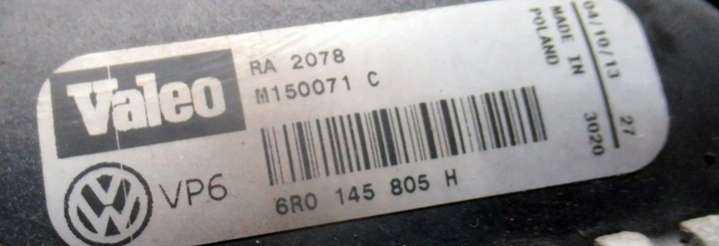 Valeo
RA 2078
M150071 C
VP6
6R0 145 805 H
MADE IN
POLAND
04/10/13
27
3020